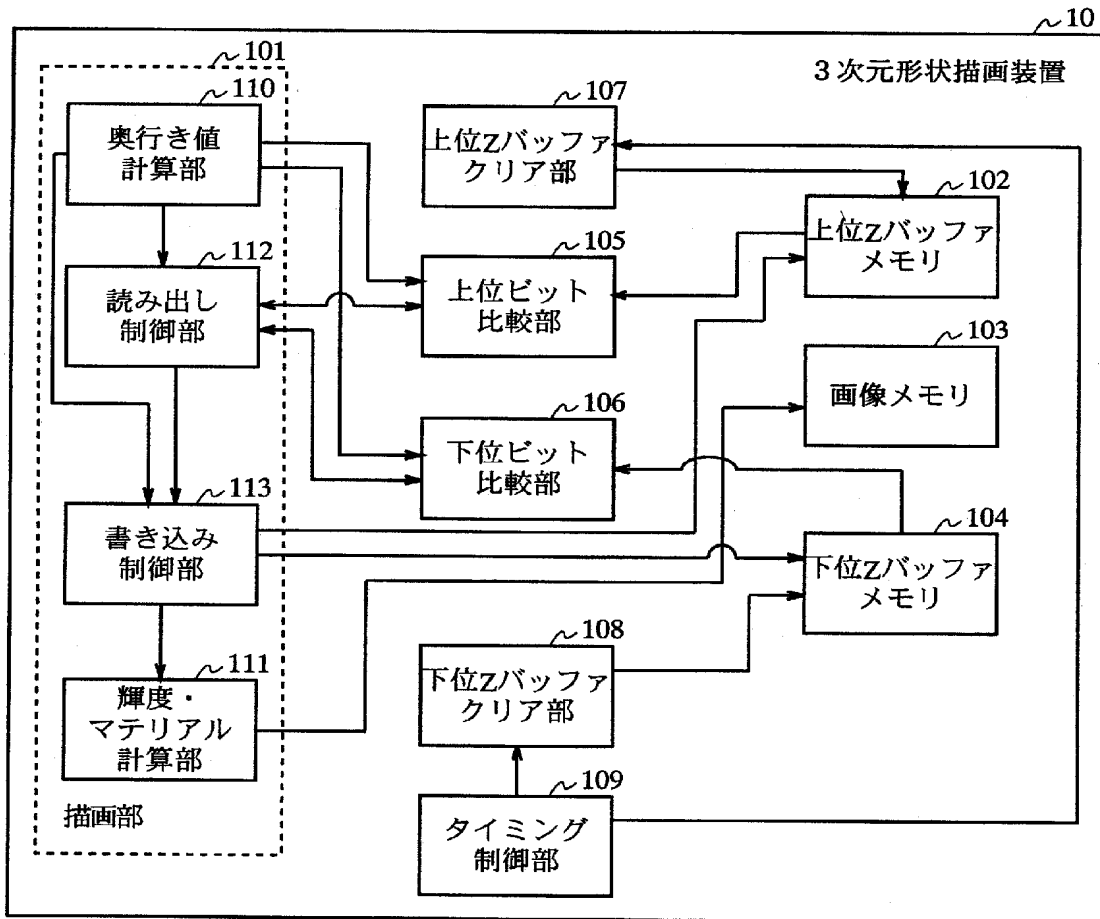 10
3次元形状描画装置
101
110
奥行き値
計算部
107
上位Zバッファ
クリア部
102
上位Zバッファ
メモリ
112
読み出し
制御部
105
上位ビット
比較部
103
画像メモリ
106
下位ビット
比較部
113
書き込み
制御部
104
下位Zバッファ
メモリ
108
下位Zバッファ
クリア部
111
輝度・
マテリアル
計算部
109
タイミング
制御部
描画部